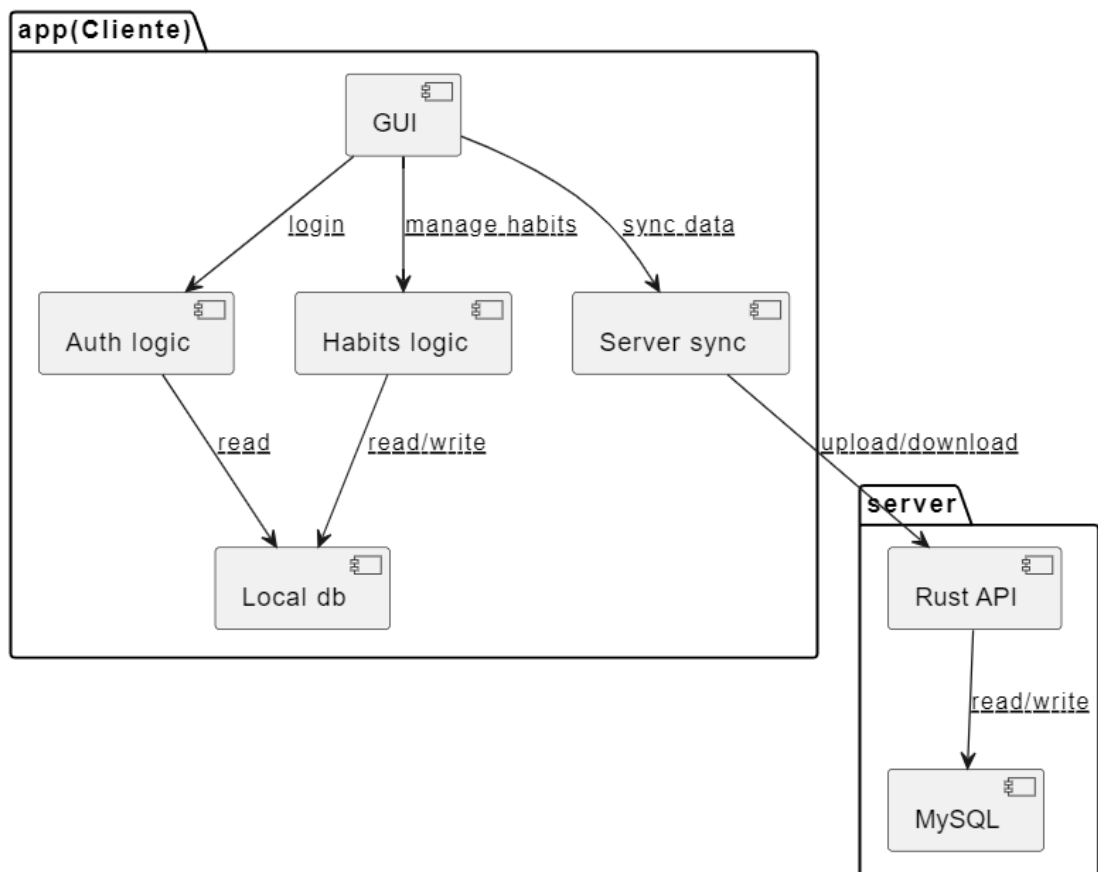 app(Cliente)
GUI
login
manage habits
sync data
Auth logic
Habits logic
Server sync
read
read/write
upload/download
server
Local db
Rust API
read/write
MySQL